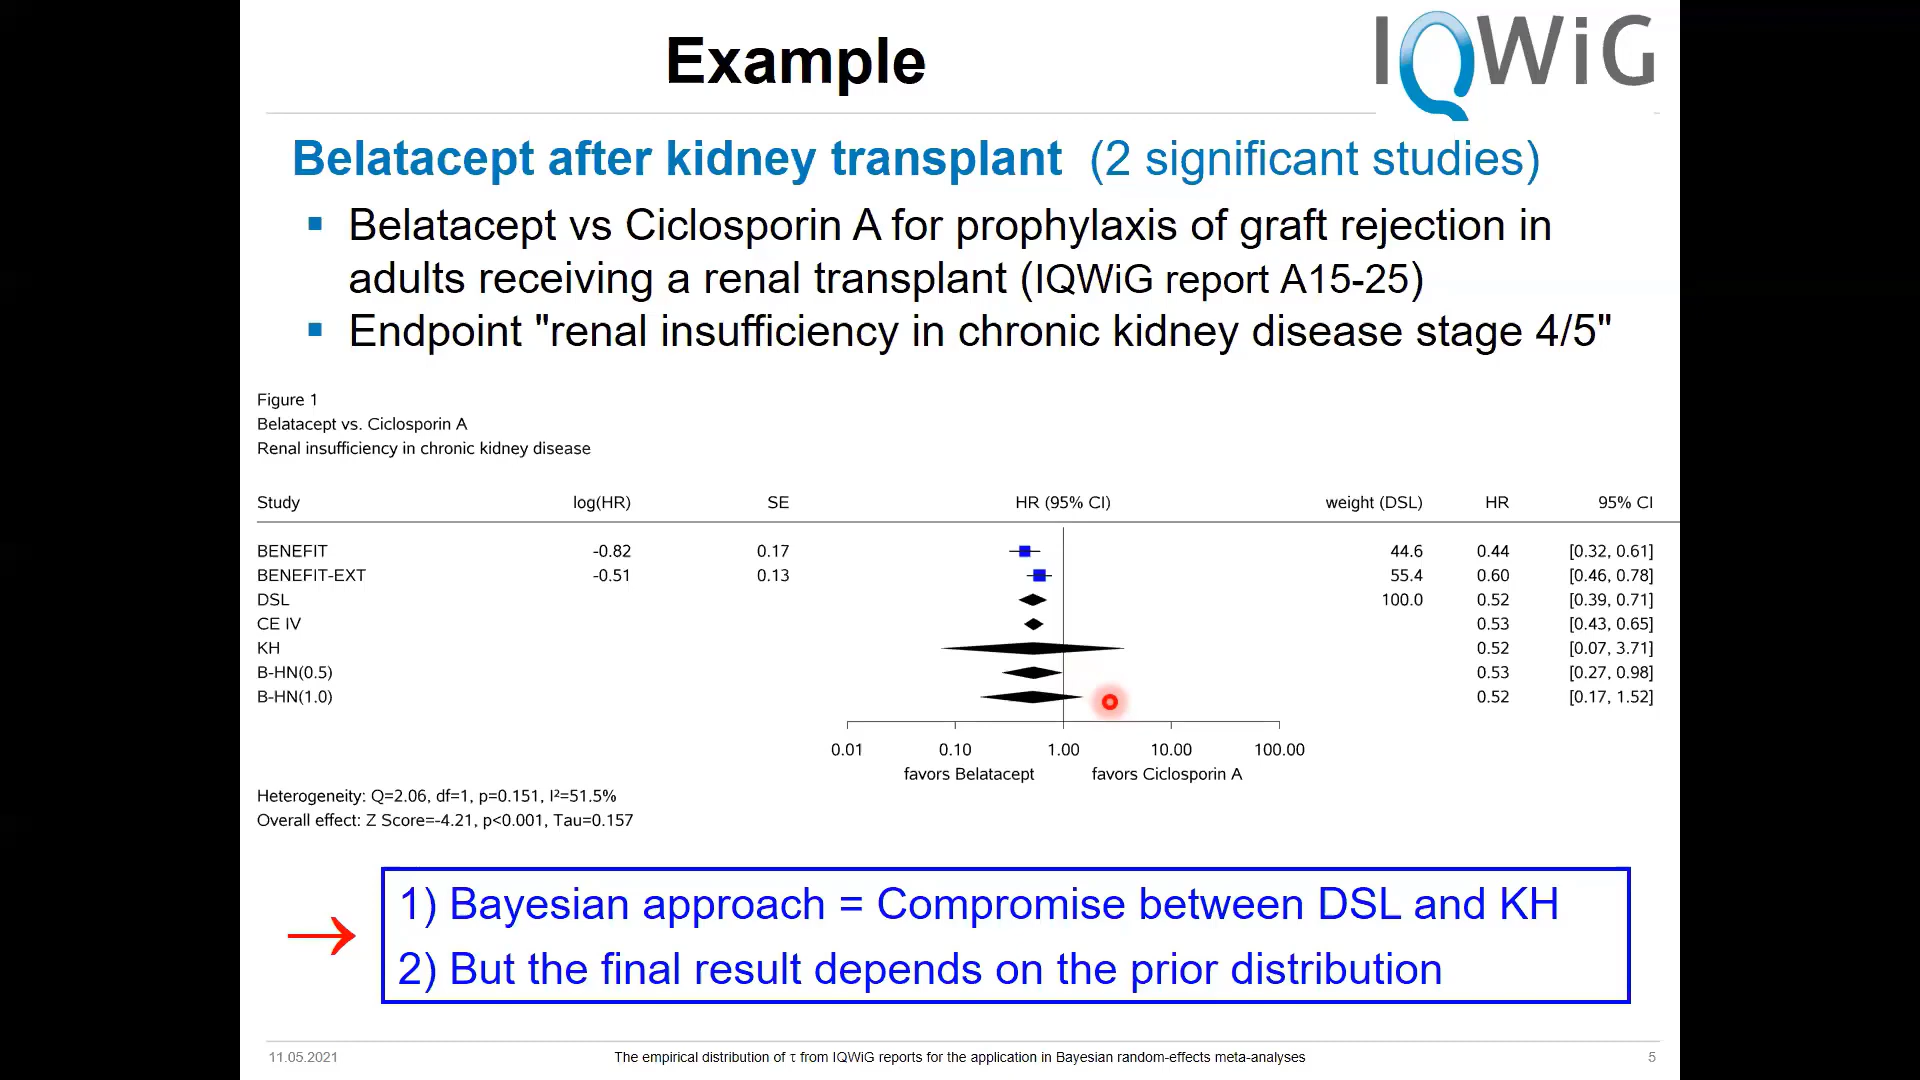 Example
IQWiG
Belatacept after kidney transplant (2 significant studies)
▪ Belatacept vs Ciclosporin A for prophylaxis of graft rejection in
adults receiving a renal transplant (IQWiG report A15-25)
▪ Endpoint "renal insufficiency in chronic kidney disease stage 4/5"
Figure 1
Belatacept vs. Ciclosporin A
Renal insufficiency in chronic kidney disease
Study log(HR) SE HR (95% CI) weight (DSL) HR 95% CI
BENEFIT -0.82 0.17 44.6 0.44 [0.32, 0.61]
BENEFIT-EXT -0.51 0.13 55.4 0.60 [0.46, 0.78]
DSL 100.0 0.52 [0.39, 0.71]
CE IV 0.53 [0.43, 0.65]
KH 0.52 [0.07, 3.71]
B-HN(0.5) 0.53 [0.27, 0.98]
B-HN(1.0) 0.52 [0.17, 1.52]
0.01 0.10 1.00 10.00 100.00
favors Belatacept favors Ciclosporin A
Heterogeneity: Q=2.06, df=1, p=0.151, I²=51.5%
Overall effect: Z Score=-4.21, p<0.001, Tau=0.157
→ 1) Bayesian approach = Compromise between DSL and KH
2) But the final result depends on the prior distribution
11.05.2021 The empirical distribution of τ from IQWiG reports for the application in Bayesian random-effects meta-analyses 5